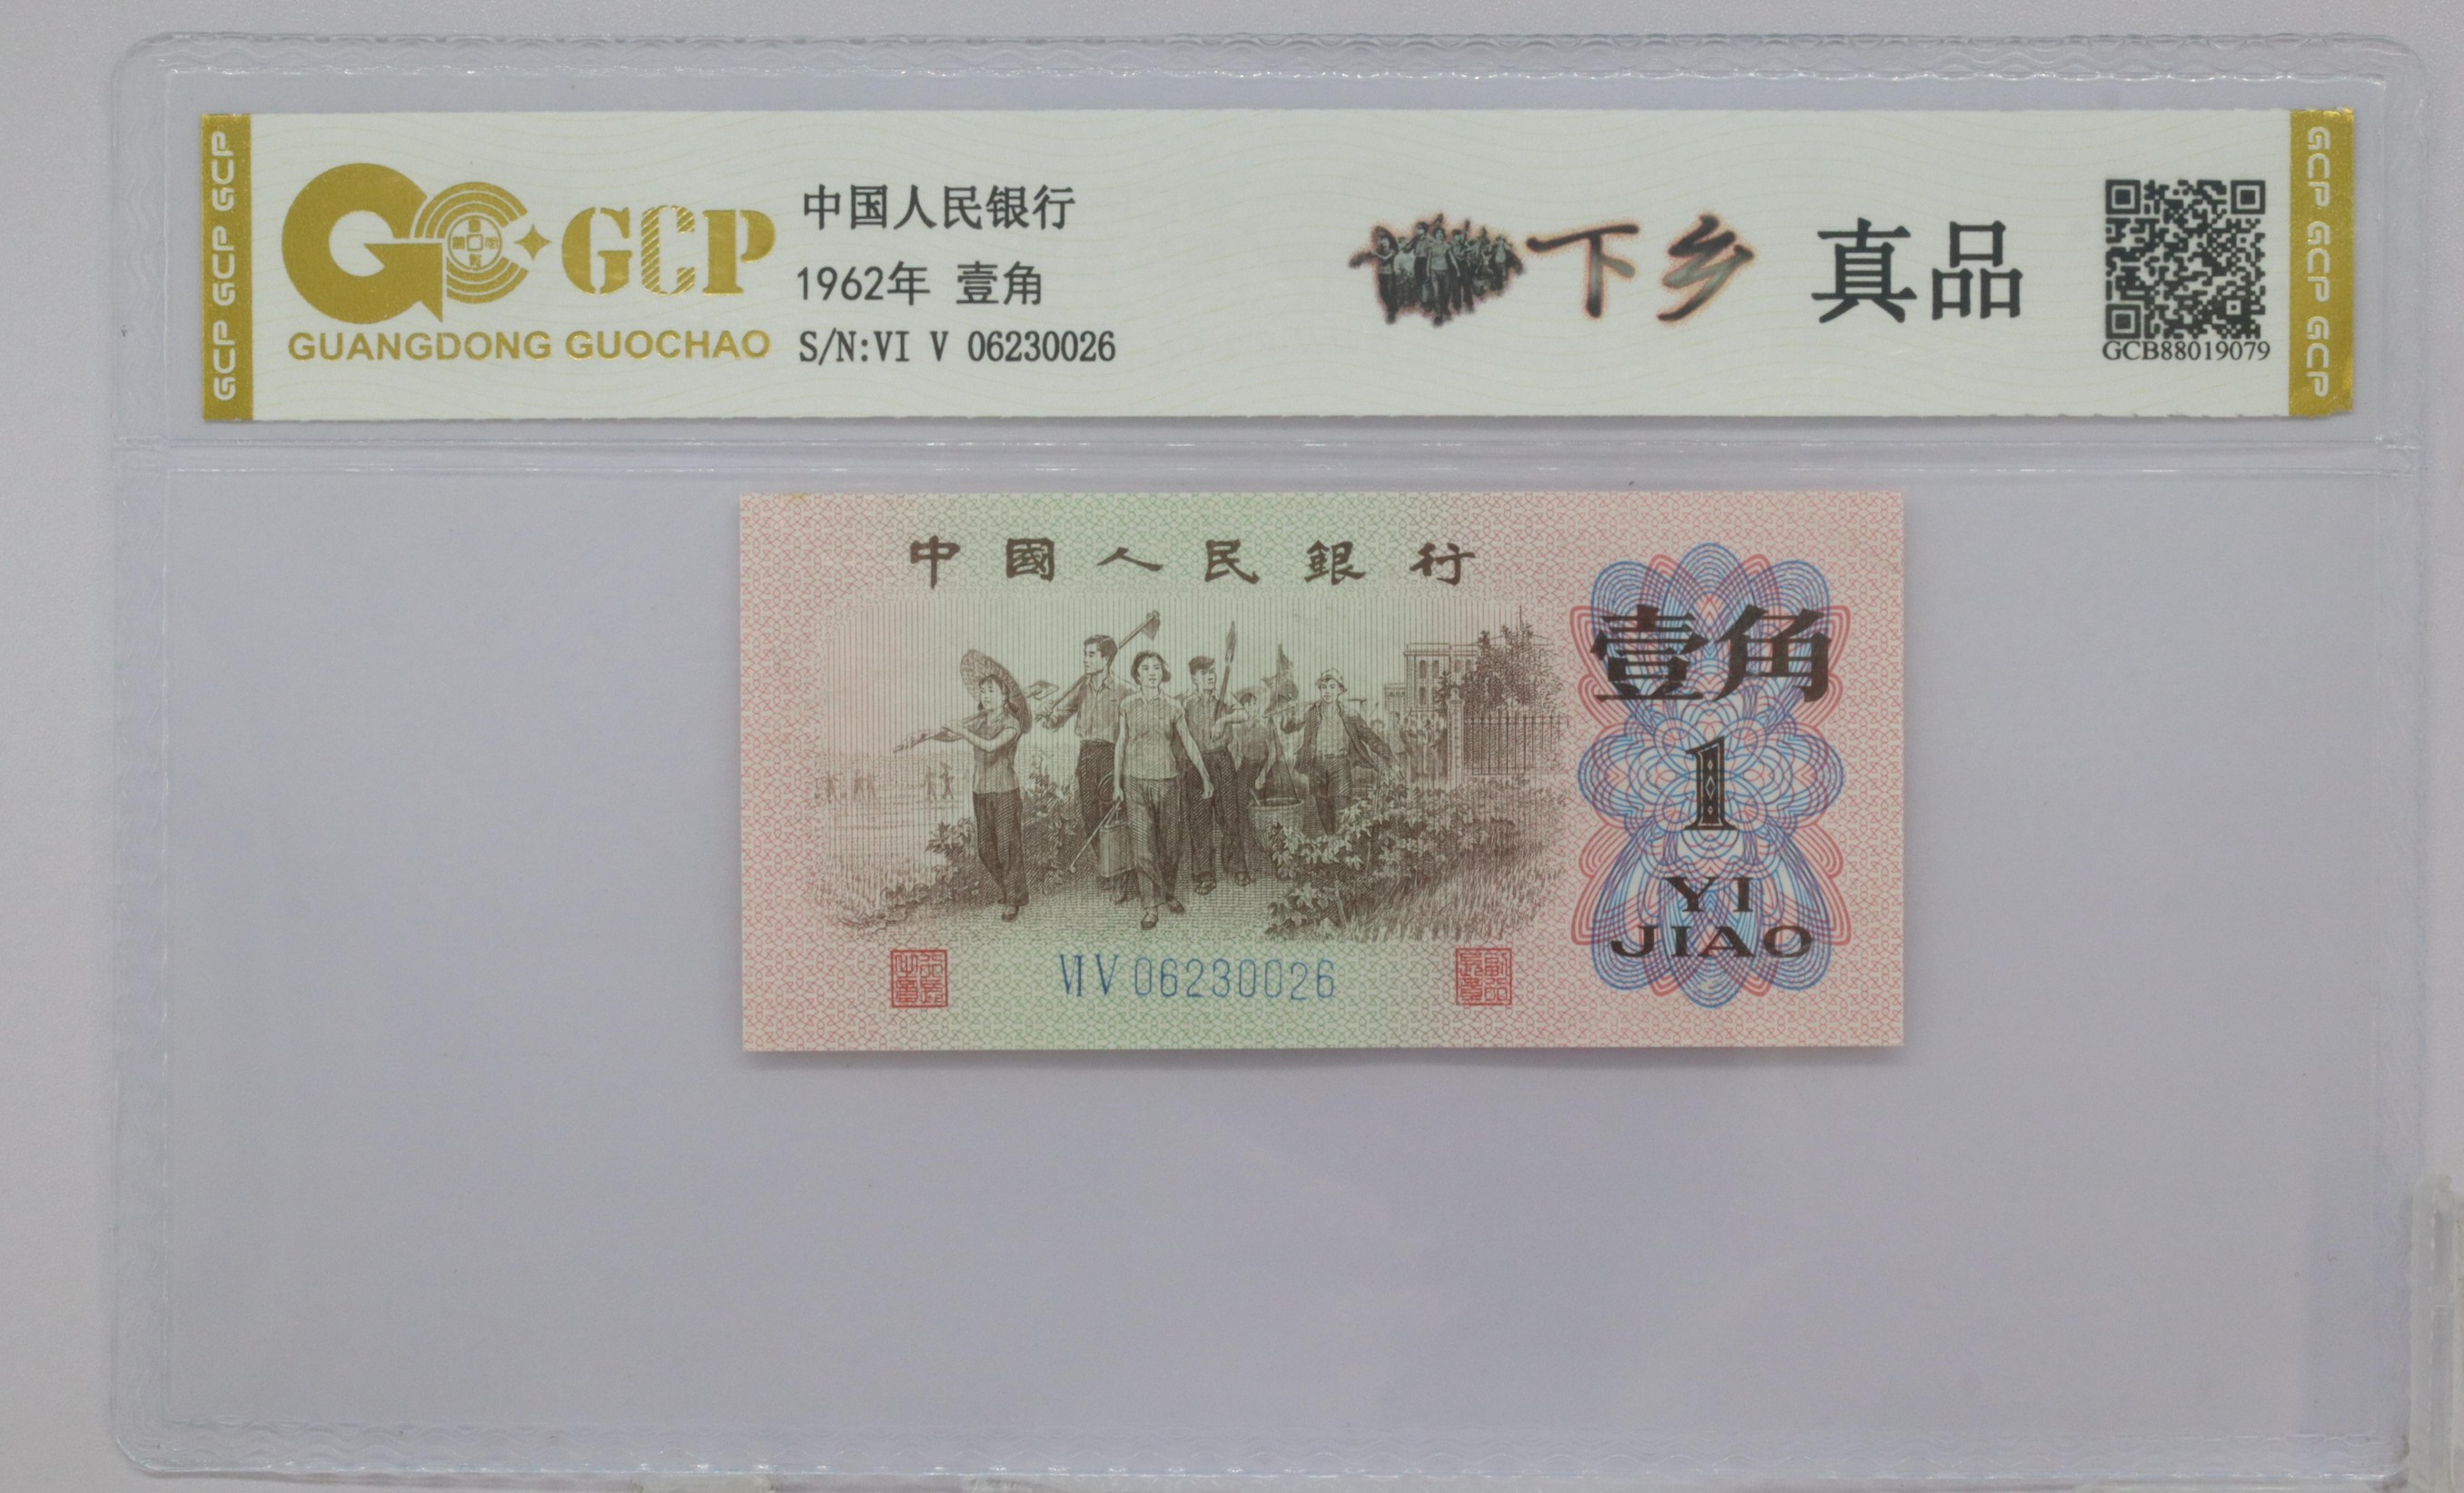 GCP GCP GCP GCP
GCP
GUANGDONG GUOCHAO
中国人民银行
1962年 壹角
S/N:VI V 06230026
下乡 真品
GCB88019079
GCP GCP GCP GCP
中國人民銀行
壹角
1
YI
JIAO
VI V 06230026